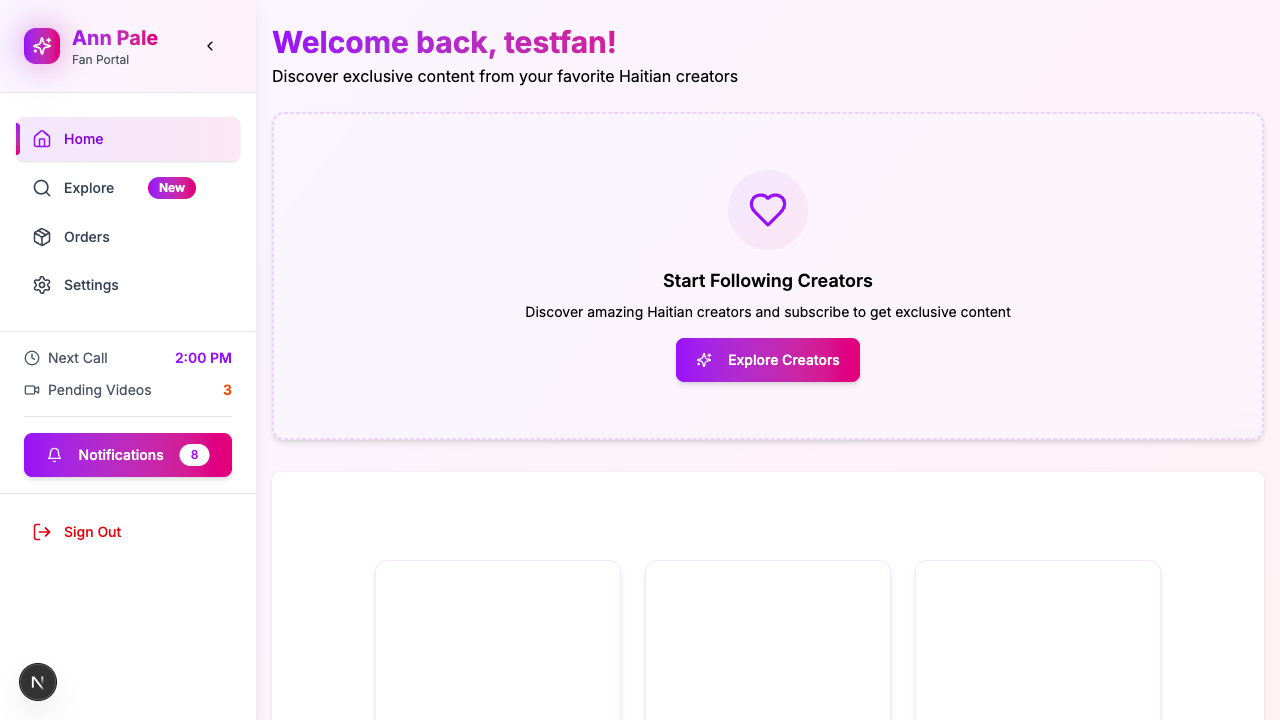 Ann Pale
Fan Portal
Home
Explore
New
Orders
Settings
Next Call
2:00 PM
Pending Videos
3
Notifications
8
Sign Out
N
Welcome back, testfan!
Discover exclusive content from your favorite Haitian creators
Start Following Creators
Discover amazing Haitian creators and subscribe to get exclusive content
Explore Creators